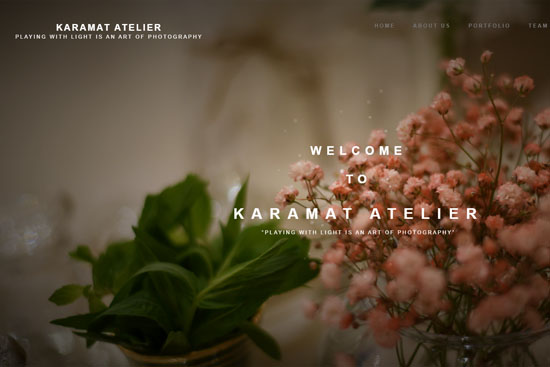 KARAMAT ATELIER
PLAYING WITH LIGHT IS AN ART OF PHOTOGRAPHY
HOME ABOUT US PORTFOLIO TEAM
WELCOME
TO
KARAMAT ATELIER
"PLAYING WITH LIGHT IS AN ART OF PHOTOGRAPHY"